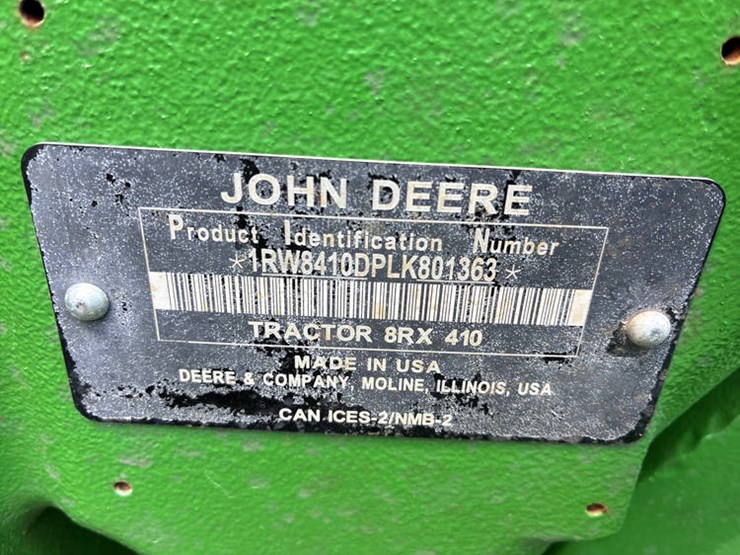 JOHN DEERE
Product Identification Number
*1RW8410DPLK801363*
TRACTOR 8RX 410
MADE IN USA
DEERE & COMPANY, MOLINE, ILLINOIS, USA
CAN ICES-2/NMB-2